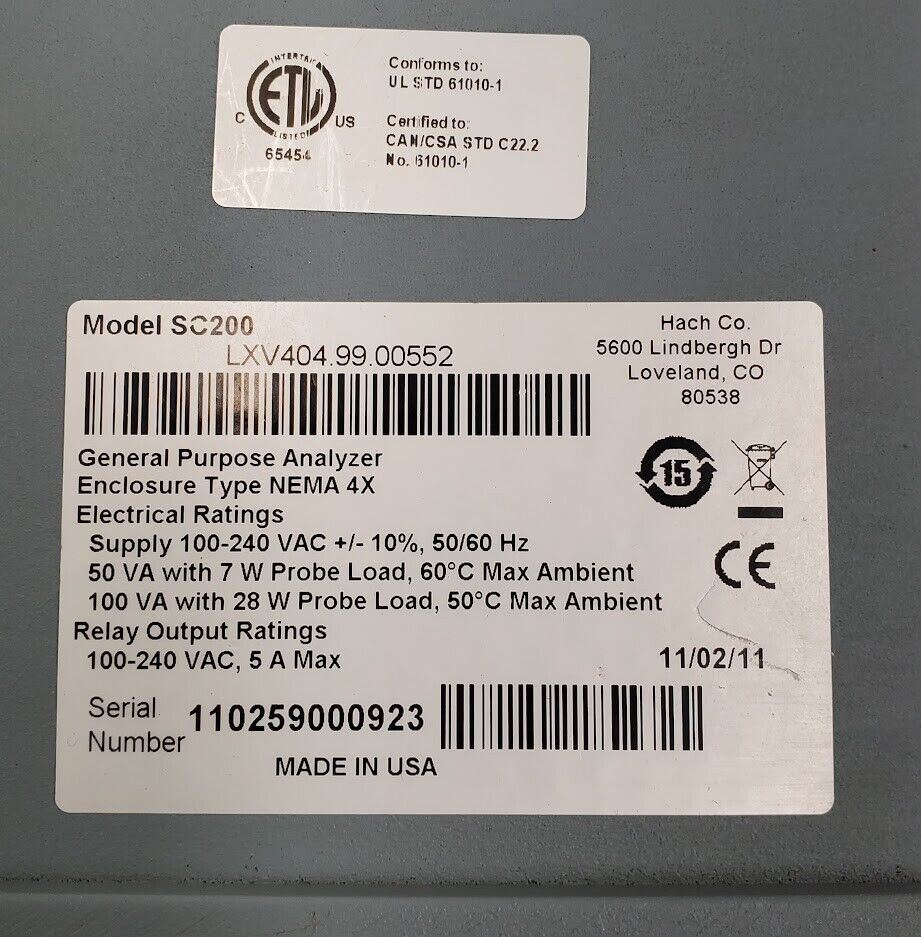 INTERTEK
ETL
C
US
LISTED
65454
Conforms to:
UL STD 61010-1
Certified to:
CAN/CSA STD C22.2
No. 61010-1
Model SC200
LXV404.99.00552
Hach Co.
5600 Lindbergh Dr
Loveland, CO
80538
General Purpose Analyzer
Enclosure Type NEMA 4X
Electrical Ratings
Supply 100-240 VAC +/- 10%, 50/60 Hz
50 VA with 7 W Probe Load, 60°C Max Ambient
100 VA with 28 W Probe Load, 50°C Max Ambient
Relay Output Ratings
100-240 VAC, 5 A Max
15
CE
11/02/11
Serial
Number
110259000923
MADE IN USA